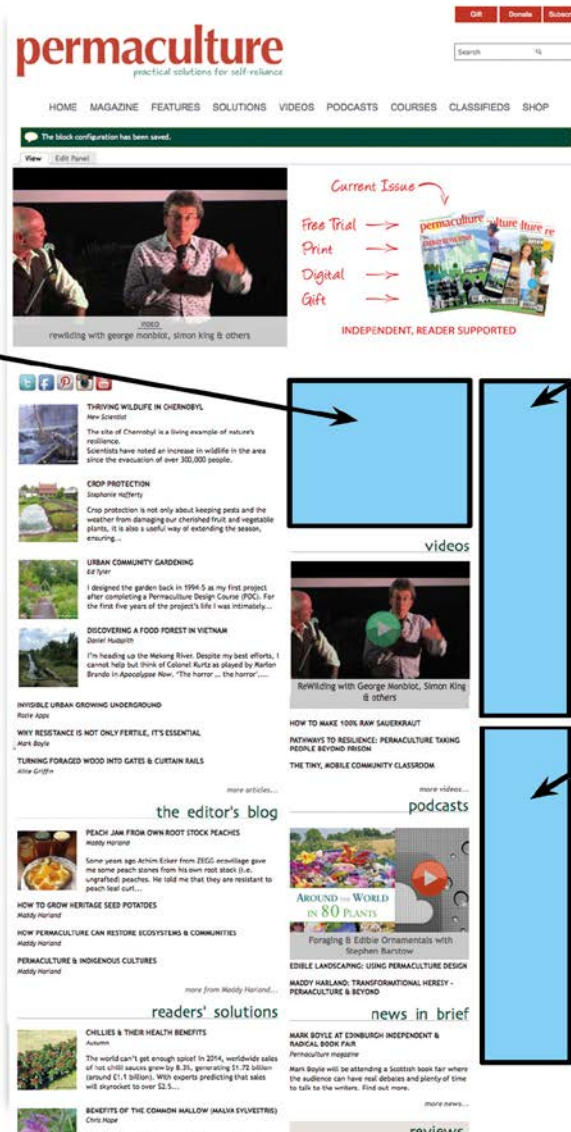 Gift Donate Subscr
permaculture
practical solutions for self-reliance
Search
HOME MAGAZINE FEATURES SOLUTIONS VIDEOS PODCASTS COURSES CLASSIFIEDS SHOP
The block configuration has been saved.
View Edit Panel
VIDEO
rewilding with george monbiot, simon king & others
Current Issue
Free Trial
Print
Digital
Gift
permaculture
INDEPENDENT, READER SUPPORTED
THRIVING WILDLIFE IN CHERNOBYL
New Scientist
The site of Chernobyl is a living example of nature's
resilience.
Scientists have noted an increase in wildlife in the area
since the evacuation of over 300,000 people.
CROP PROTECTION
Stephanie Hafferty
Crop protection is not only about keeping pests and the
weather from damaging our cherished fruit and vegetable
plants, it is also a useful way of extending the season,
ensuring...
URBAN COMMUNITY GARDENING
Ed Tyler
I designed the garden back in 1994-5 as my first project
after completing a Permaculture Design Course (PDC). For
the first five years of the project's life I was intimately...
DISCOVERING A FOOD FOREST IN VIETNAM
Daniel Hudspith
I'm heading up the Mekong River. Despite my best efforts, I
cannot help but think of Colonel Kurtz as played by Marlon
Brando in Apocalypse Now. 'The horror ... the horror'.....
INVISIBLE URBAN GROWING UNDERGROUND
Rozie Apps
WHY RESISTANCE IS NOT ONLY FERTILE, IT'S ESSENTIAL
Mark Boyle
TURNING FORAGED WOOD INTO GATES & CURTAIN RAILS
Aline Griffin
more articles...
the editor's blog
PEACH JAM FROM OWN ROOT STOCK PEACHES
Maddy Harland
Some years ago Achim Ecker from ZEGG ecovillage gave
me some peach stones from his own root stock (i.e.
ungrafted) peaches. He told me that they are resistant to
peach leaf curl...
HOW TO GROW HERITAGE SEED POTATOES
Maddy Harland
HOW PERMACULTURE CAN RESTORE ECOSYSTEMS & COMMUNITIES
Maddy Harland
PERMACULTURE & INDIGENOUS CULTURES
Maddy Harland
more from Maddy Harland...
readers' solutions
CHILLIES & THEIR HEALTH BENEFITS
Autumn
The world can't get enough spice! In 2014, worldwide sales
of hot chilli sauces grew by 8.3%, generating $1.72 billion
(around £1.1 billion). With experts predicting that sales
will skyrocket to over $2.5...
BENEFITS OF THE COMMON MALLOW (MALVA SYLVESTRIS)
Chris Hope
videos
ReWilding with George Monbiot, Simon King
& others
HOW TO MAKE 100% RAW SAUERKRAUT
PATHWAYS TO RESILIENCE: PERMACULTURE TAKING
PEOPLE BEYOND PRISON
THE TINY, MOBILE COMMUNITY CLASSROOM
more videos...
podcasts
AROUND THE WORLD
IN 80 PLANTS
Foraging & Edible Ornamentals with
Stephen Barstow
EDIBLE LANDSCAPING: USING PERMACULTURE DESIGN
MADDY HARLAND: TRANSFORMATIONAL HERESY -
PERMACULTURE & BEYOND
news in brief
MARK BOYLE AT EDINBURGH INDEPENDENT &
RADICAL BOOK FAIR
Permaculture magazine
Mark Boyle will be attending a Scottish book fair where
the audience can have real debates and plenty of time
to talk to the writers. Find out more.
more news...
reviews